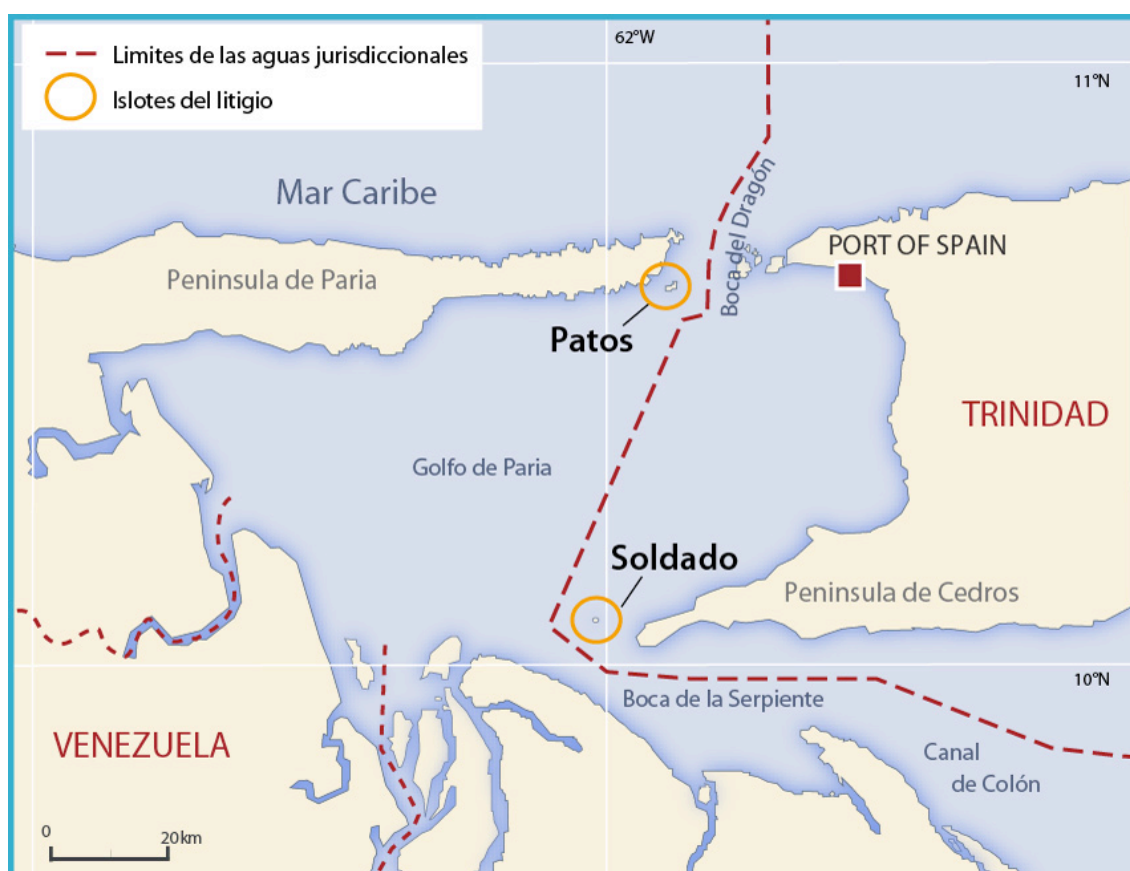 Limites de las aguas jurisdiccionales
Islotes del litigio
62°W
11°N
Mar Caribe
Boca del Dragón
PORT OF SPAIN
Peninsula de Paria
Patos
TRINIDAD
Golfo de Paria
Soldado
Peninsula de Cedros
10°N
Boca de la Serpiente
VENEZUELA
Canal
de Colón
0
20km